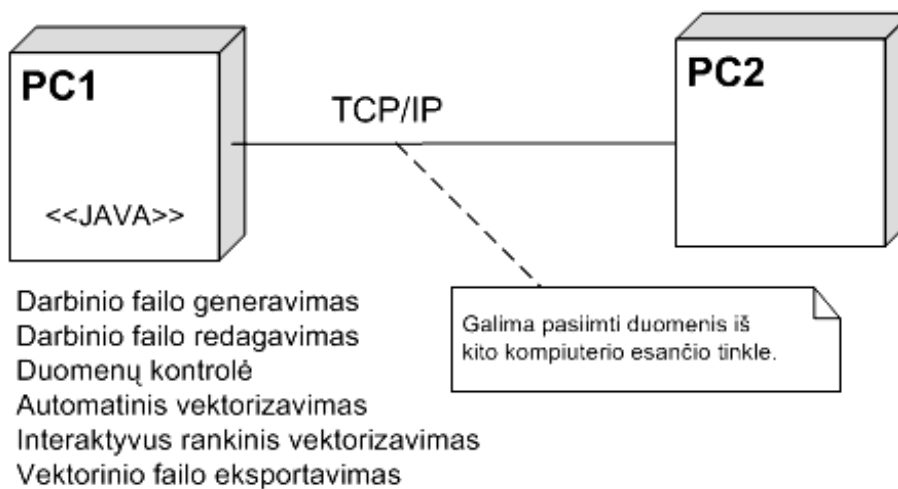 PC1
PC2
TCP/IP
<<JAVA>>
Darbinio failo generavimas
Darbinio failo redagavimas
Duomenų kontrolė
Automatinis vektorizavimas
Interaktyvus rankinis vektorizavimas
Vektorinio failo eksportavimas
Galima pasiimti duomenis iš
kito kompiuterio esančio tinkle.